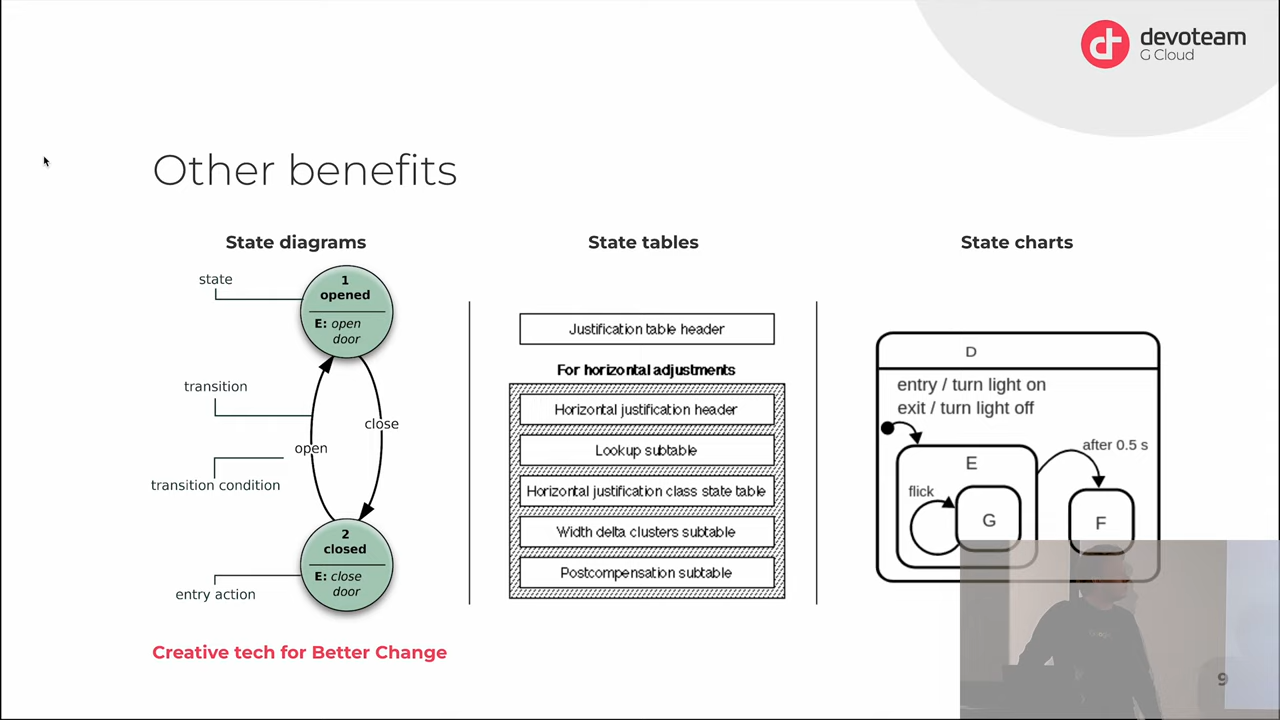 devoteam
G Cloud
Other benefits
State diagrams
state
1
opened
E: open
door
transition
close
open
transition condition
2
closed
E: close
door
entry action
State tables
Justification table header
For horizontal adjustments
Horizontal justification header
Lookup subtable
Horizontal justification class state table
Width delta clusters subtable
Postcompensation subtable
State charts
D
entry / turn light on
exit / turn light off
after 0.5 s
E
flick
G
F
Creative tech for Better Change
9